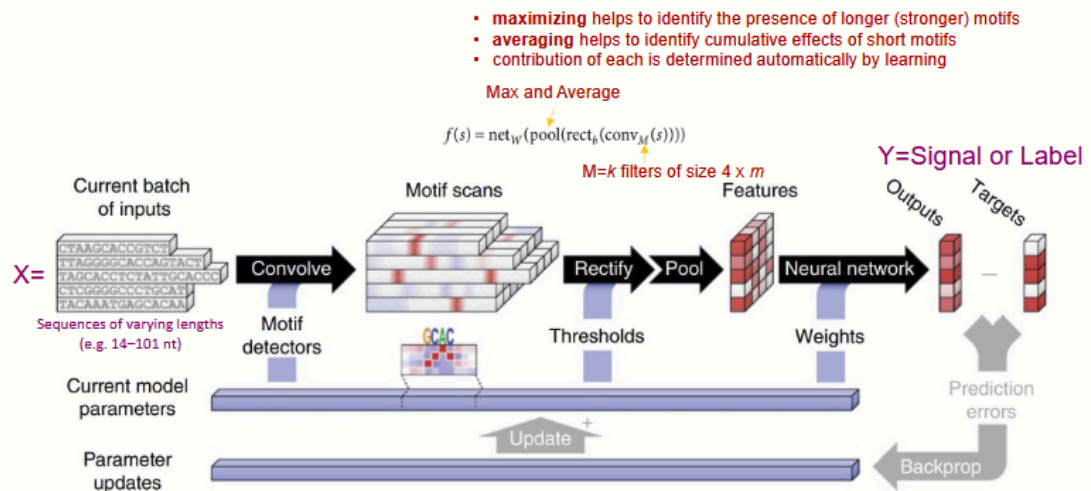 • maximizing helps to identify the presence of longer (stronger) motifs
• averaging helps to identify cumulative effects of short motifs
• contribution of each is determined automatically by learning
Max and Average
f(s) = net_W(pool(rect_b(conv_M(s))))
M=k filters of size 4 x m
Y=Signal or Label
Current batch
of inputs
Motif scans
Features
Outputs
Targets
X=
CTAAGCACCGTCT
TTAGGGGCACCAGTACT
TAGCACCTCTATTGCACCC
CTCGGGGCCCTGCAT
TACAAATGAGCACAA
Convolve
Rectify
Pool
Neural network
–
Sequences of varying lengths
(e.g. 14–101 nt)
Motif
detectors
GCAC
Thresholds
Weights
Current model
parameters
Prediction
errors
Update
+
Parameter
updates
Backprop